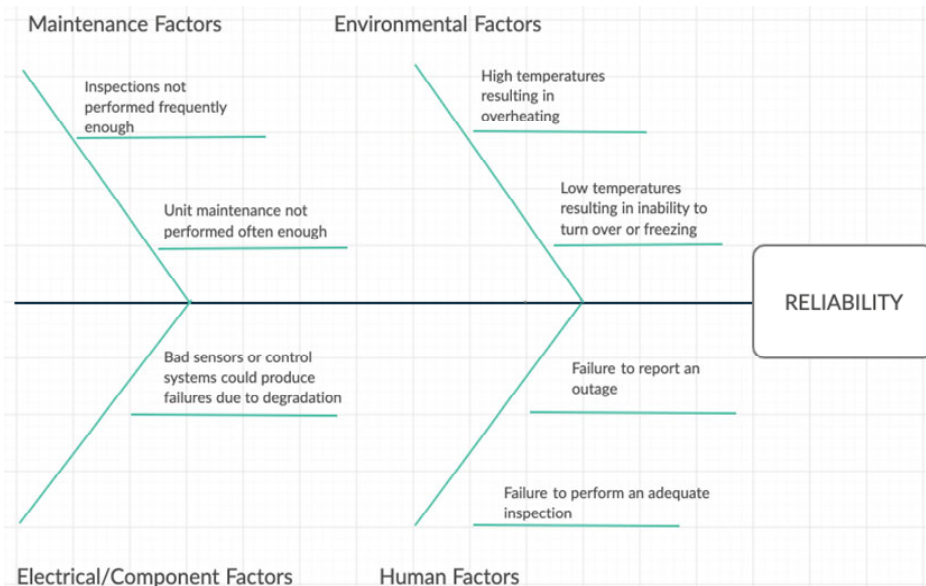 Maintenance Factors
Environmental Factors
Inspections not
performed frequently
enough
High temperatures
resulting in
overheating
Unit maintenance not
performed often enough
Low temperatures
resulting in inability to
turn over or freezing
RELIABILITY
Bad sensors or control
systems could produce
failures due to degradation
Failure to report an
outage
Failure to perform an adequate
inspection
Electrical/Component Factors
Human Factors